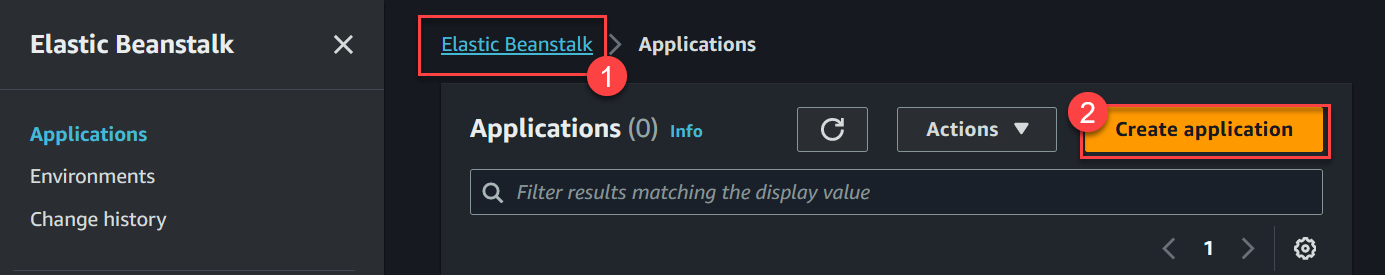 Elastic Beanstalk
Applications
Environments
Change history
Elastic Beanstalk > Applications
1
Applications (0) Info
Actions
2
Create application
Filter results matching the display value
1